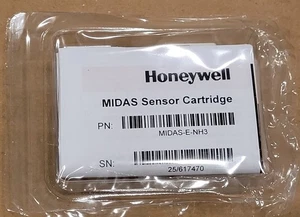 Honeywell
MIDAS Sensor Cartridge
PN:
MIDAS-E-NH3
SN:
25/617470